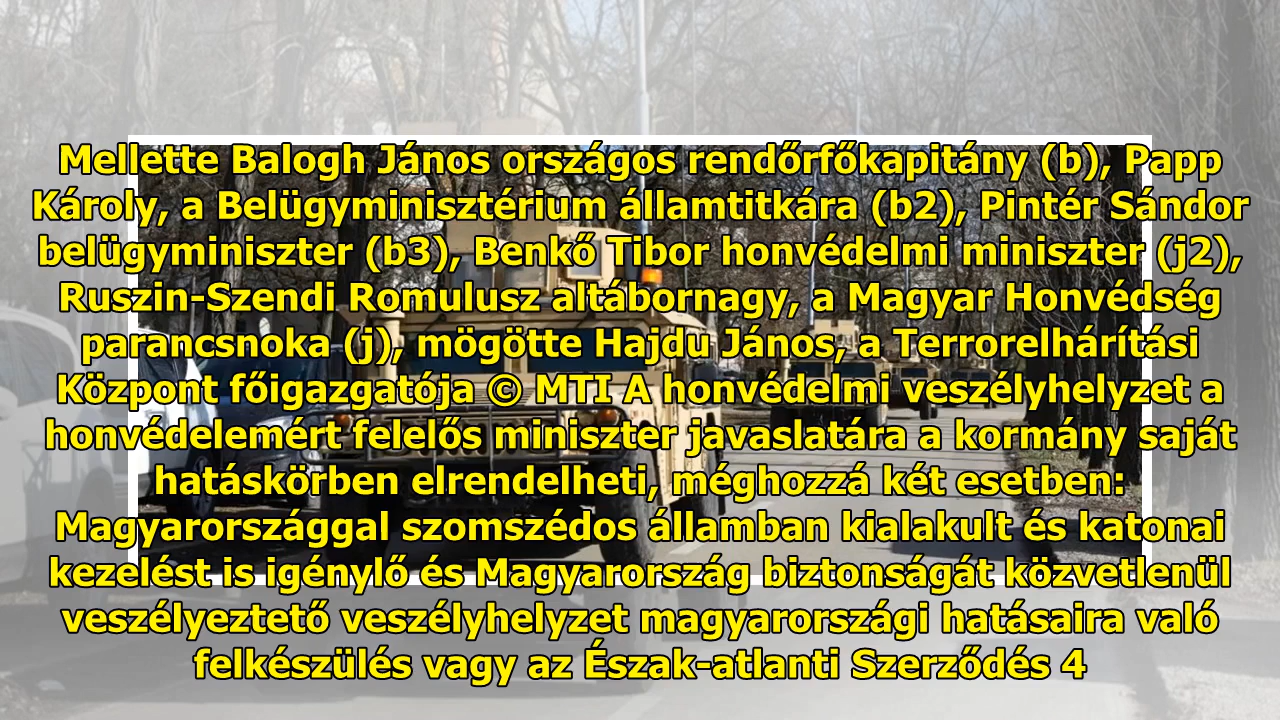 Mellette Balogh János országos rendőrfőkapitány (b), Papp
Károly, a Belügyminisztérium államtitkára (b2), Pintér Sándor
belügyminiszter (b3), Benkő Tibor honvédelmi miniszter (j2),
Ruszin-Szendi Romulusz altábornagy, a Magyar Honvédség
parancsnoka (j), mögötte Hajdu János, a Terrorelhárítási
Központ főigazgatója © MTI A honvédelmi veszélyhelyzet a
honvédelemért felelős miniszter javaslatára a kormány saját
hatáskörben elrendelheti, méghozzá két esetben:
Magyarországgal szomszédos államban kialakult és katonai
kezelést is igénylő és Magyarország biztonságát közvetlenül
veszélyeztető veszélyhelyzet magyarországi hatásaira való
felkészülés vagy az Észak-atlanti Szerződés 4